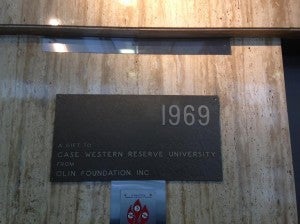 1969
A GIFT TO
CASE WESTERN RESERVE UNIVERSITY
FROM
OLIN FOUNDATION, INC